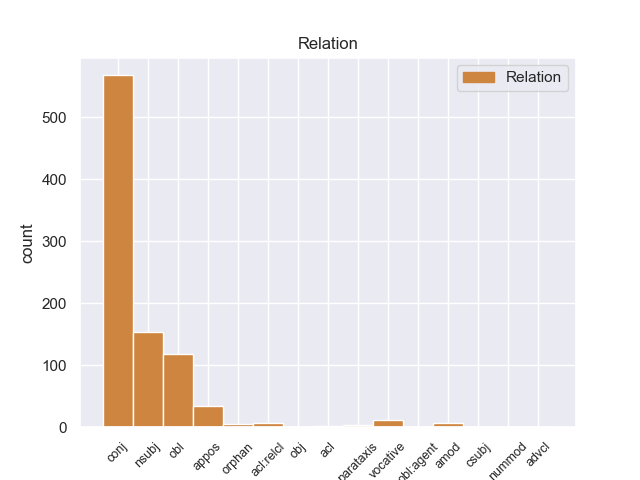 Relation
Relation
count
500
400
300
200
100
0
conj nsubj obl appos orphan acl:relcl obj acl parataxis vocative obl:agent amod csubj nummod advcl